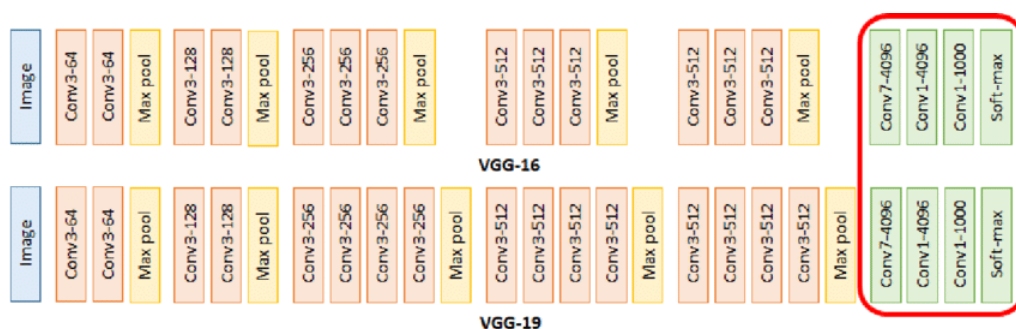 Image
Conv3-64
Conv3-64
Max pool
Conv3-128
Conv3-128
Max pool
Conv3-256
Conv3-256
Conv3-256
Max pool
Conv3-512
Conv3-512
Conv3-512
Max pool
Conv3-512
Conv3-512
Conv3-512
Max pool
Conv7-4096
Conv1-4096
Conv1-1000
Soft-max
VGG-16
Image
Conv3-64
Conv3-64
Max pool
Conv3-128
Conv3-128
Max pool
Conv3-256
Conv3-256
Conv3-256
Conv3-256
Max pool
Conv3-512
Conv3-512
Conv3-512
Conv3-512
Max pool
Conv3-512
Conv3-512
Conv3-512
Conv3-512
Max pool
Conv7-4096
Conv1-4096
Conv1-1000
Soft-max
VGG-19